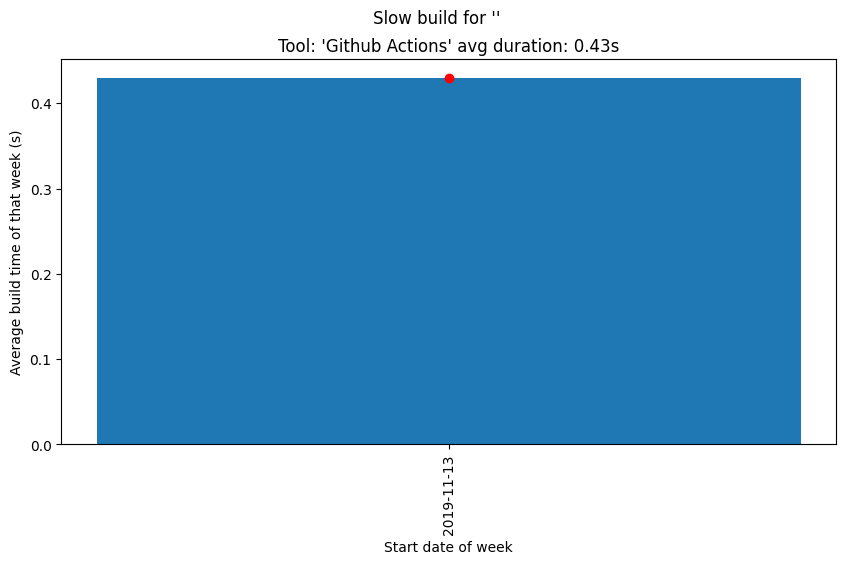 Slow build for ''
Tool: 'Github Actions' avg duration: 0.43s
Average build time of that week (s)
0.4
0.3
0.2
0.1
0.0
2019-11-13
Start date of week